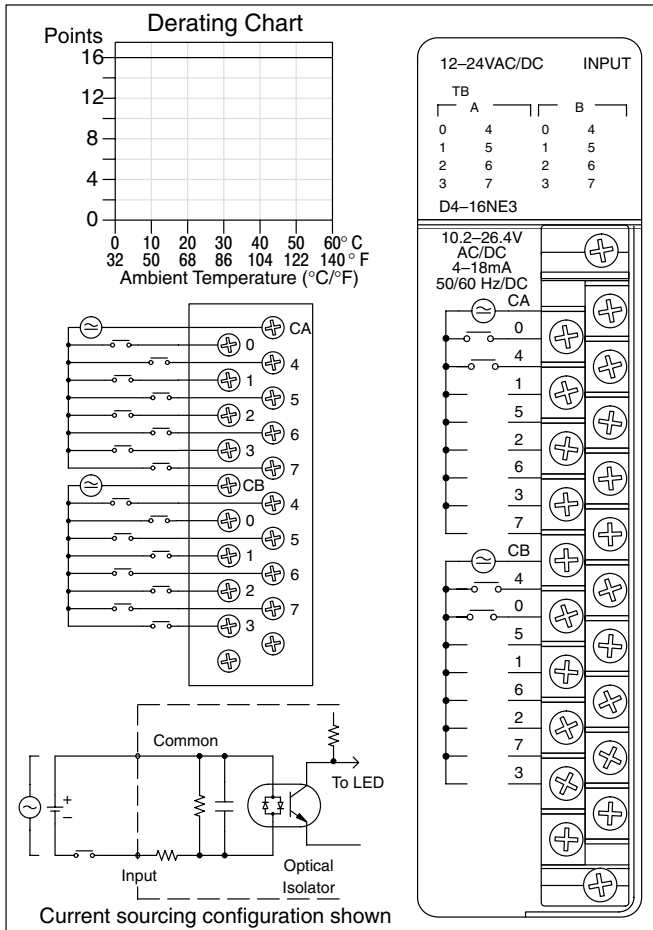 Derating Chart
Points
16
12
8
4
0
0 10 20 30 40 50 60° C
32 50 68 86 104 122 140 ° F
Ambient Temperature (°C/°F)
CA
0
4
1
5
2
6
3
7
CB
4
0
5
1
6
2
7
3
Common
+
–
To LED
Input
Optical
Isolator
Current sourcing configuration shown
12–24VAC/DC INPUT
TB
A B
0 4 0 4
1 5 1 5
2 6 2 6
3 7 3 7
D4–16NE3
10.2–26.4V
AC/DC
4–18mA
50/60 Hz/DC
CA
0
4
1
5
2
6
3
7
CB
4
0
5
1
6
2
7
3